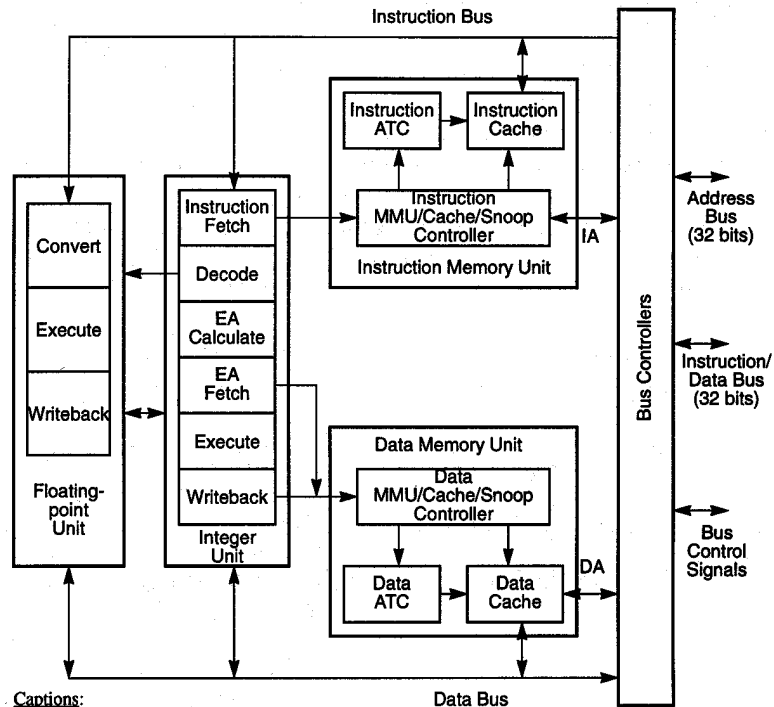 Instruction Bus
Instruction
ATC
Instruction
Cache
Instruction
MMU/Cache/Snoop
Controller
IA
Instruction Memory Unit
Convert
Execute
Writeback
Floating-
point
Unit
Instruction
Fetch
Decode
EA
Calculate
EA
Fetch
Execute
Writeback
Integer
Unit
Data Memory Unit
Data
MMU/Cache/Snoop
Controller
Data
ATC
Data
Cache
DA
Bus Controllers
Address
Bus
(32 bits)
Instruction/
Data Bus
(32 bits)
Bus
Control
Signals
Captions:
Data Bus